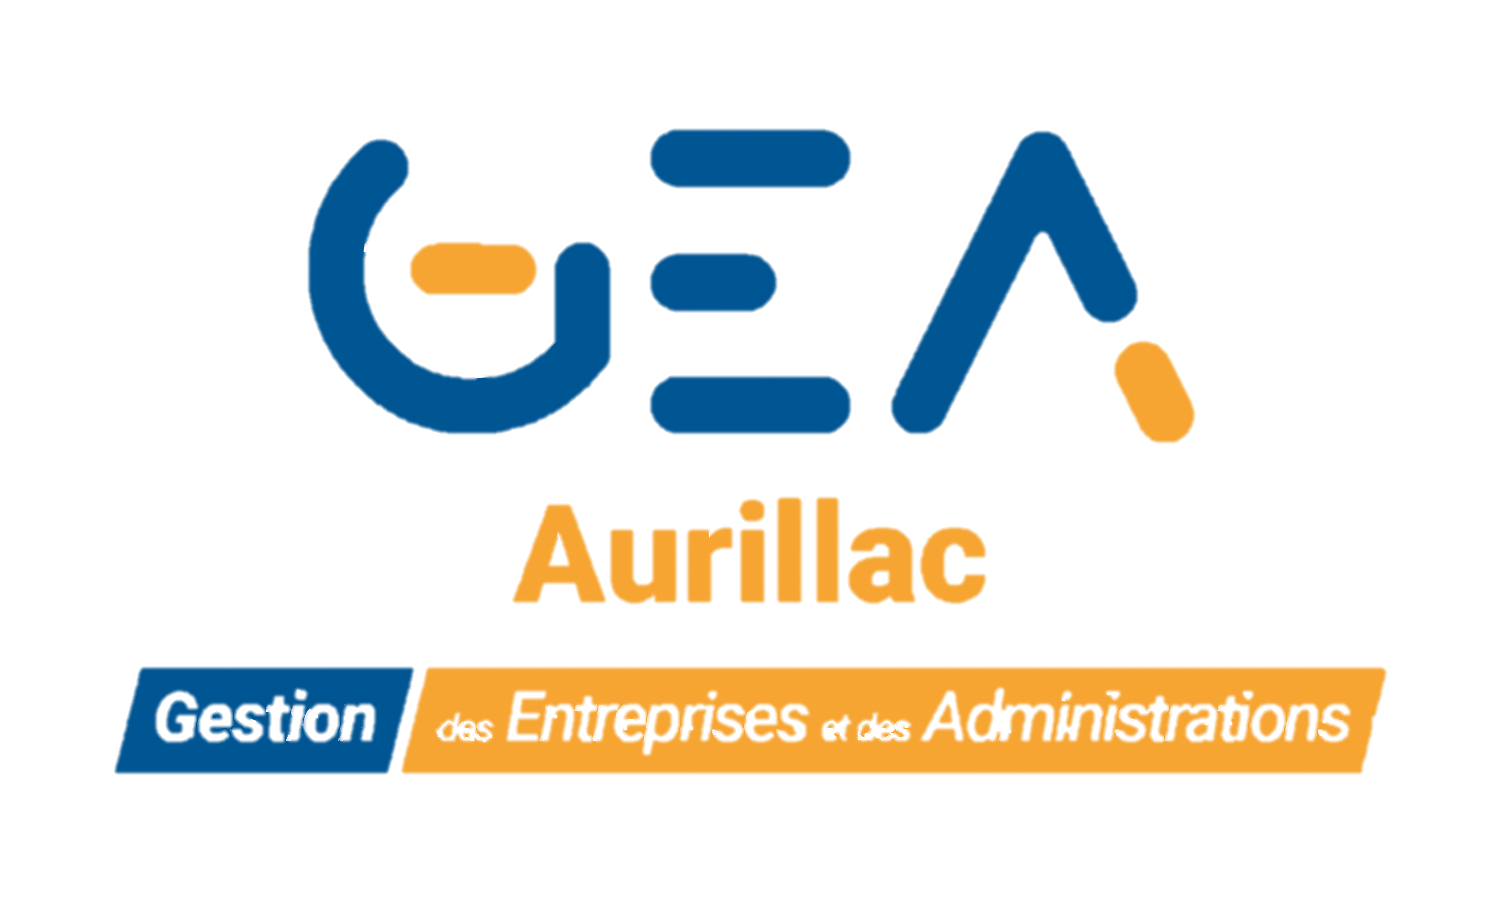 GEA
Aurillac
Gestion des Entreprises et des Administrations